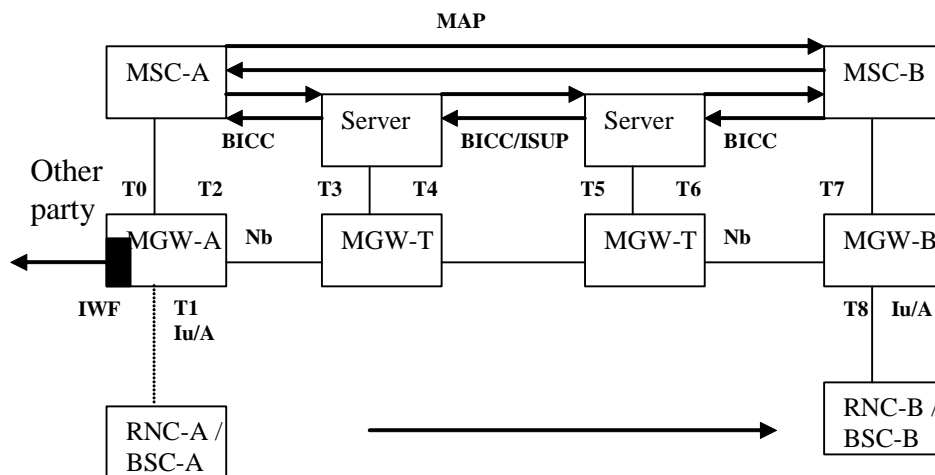 MAP
MSC-A
MSC-B
Server
Server
BICC
BICC/ISUP
BICC
Other
party
T0
T2
T3
T4
T5
T6
T7
MGW-A
Nb
MGW-T
MGW-T
Nb
MGW-B
IWF
T1
Iu/A
T8
Iu/A
RNC-A /
BSC-A
RNC-B /
BSC-B